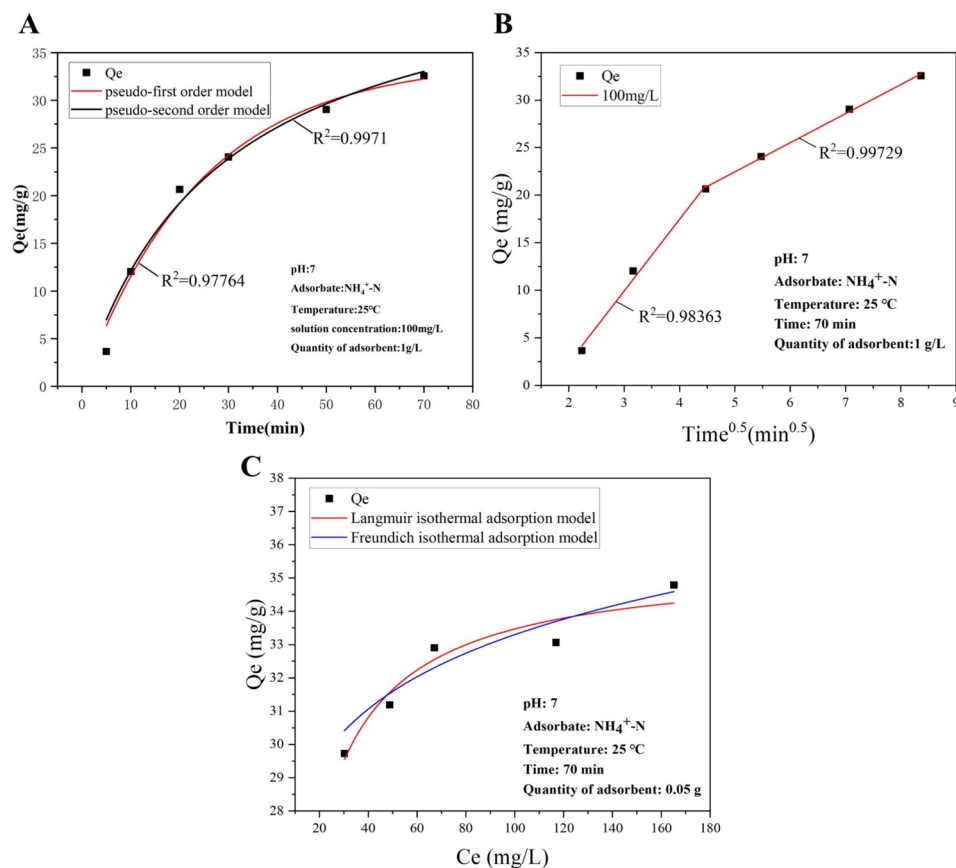 A
Qe
pseudo-first order model
pseudo-second order model
R²=0.9971
R²=0.97764
pH:7
Adsorbate:NH₄⁺-N
Temperature:25℃
solution concentration:100mg/L
Quantity of adsorbent:1g/L
Qe(mg/g)
35
30
25
20
15
10
5
0
0 10 20 30 40 50 60 70 80
Time(min)
B
Qe
100mg/L
R²=0.99729
R²=0.98363
pH: 7
Adsorbate: NH₄⁺-N
Temperature: 25 ℃
Time: 70 min
Quantity of adsorbent:1 g/L
Qe (mg/g)
35
30
25
20
15
10
5
0
2 3 4 5 6 7 8 9
Time⁰·⁵(min⁰·⁵)
C
Qe
Langmuir isothermal adsorption model
Freundich isothermal adsorption model
pH: 7
Adsorbate: NH₄⁺-N
Temperature: 25 ℃
Time: 70 min
Quantity of adsorbent: 0.05 g
Qe (mg/g)
38
37
36
35
34
33
32
31
30
29
28
20 40 60 80 100 120 140 160 180
Ce (mg/L)